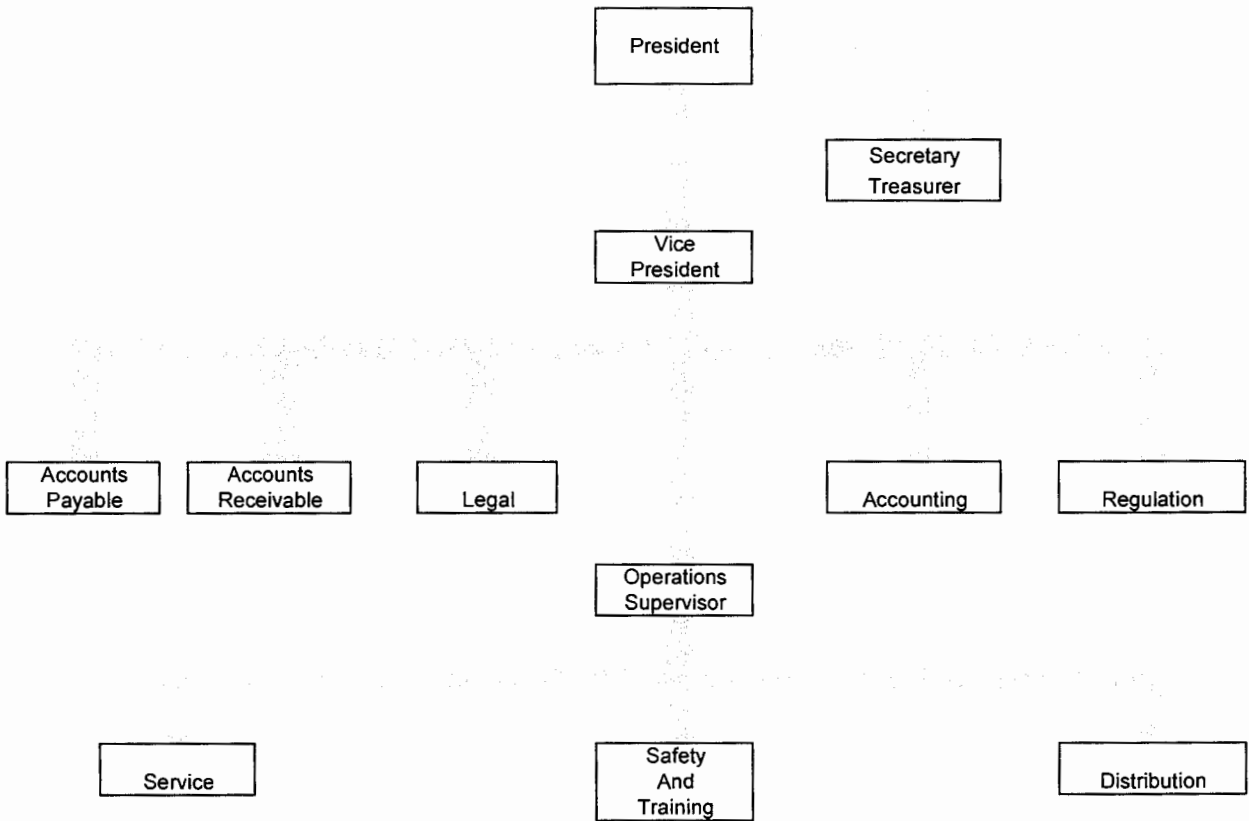 President
Secretary
Treasurer
Vice
President
Accounts
Payable
Accounts
Receivable
Legal
Accounting
Regulation
Operations
Supervisor
Service
Safety
And
Training
Distribution